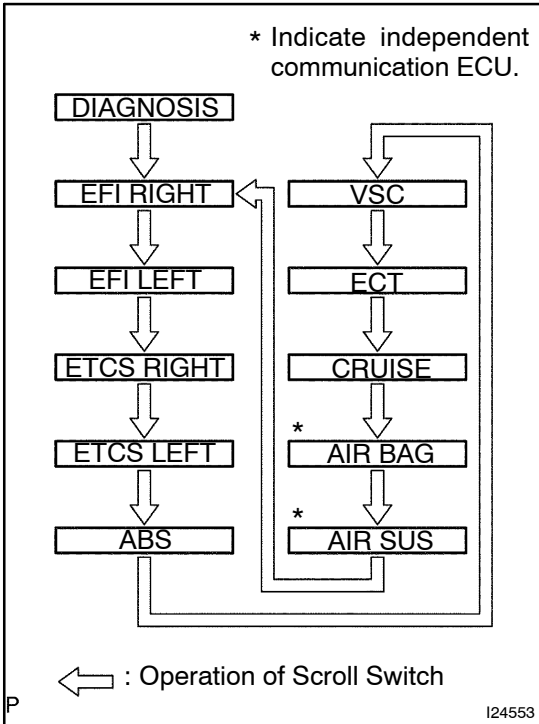 * Indicate independent
communication ECU.
DIAGNOSIS
EFI RIGHT
EFI LEFT
ETCS RIGHT
ETCS LEFT
ABS
VSC
ECT
CRUISE
*
AIR BAG
*
AIR SUS
: Operation of Scroll Switch
P
I24553